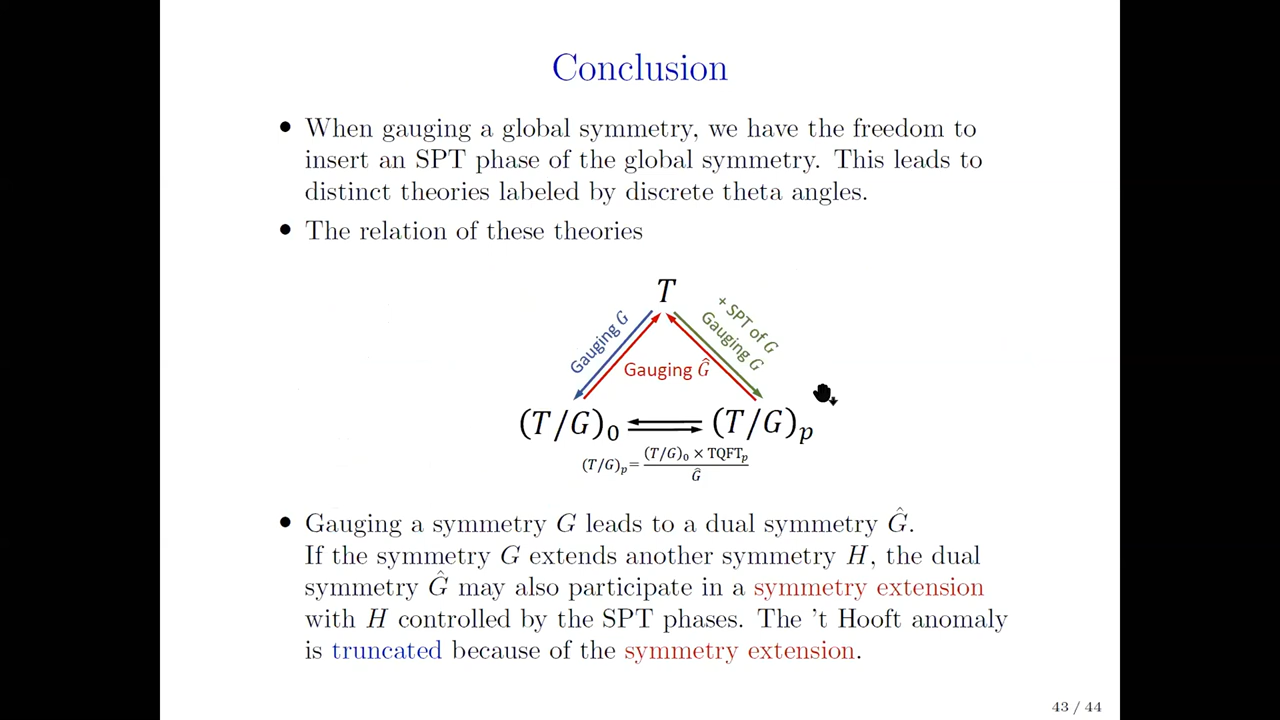 Conclusion
• When gauging a global symmetry, we have the freedom to
insert an SPT phase of the global symmetry. This leads to
distinct theories labeled by discrete theta angles.
• The relation of these theories
T
Gauging G
+ SPT of G
Gauging G
Gauging Ĝ
(T/G)₀
(T/G)ₚ
(T/G)ₚ = (T/G)₀ × TQFTₚ
Ĝ
• Gauging a symmetry G leads to a dual symmetry Ĝ.
If the symmetry G extends another symmetry H, the dual
symmetry Ĝ may also participate in a symmetry extension
with H controlled by the SPT phases. The 't Hooft anomaly
is truncated because of the symmetry extension.
43 / 44